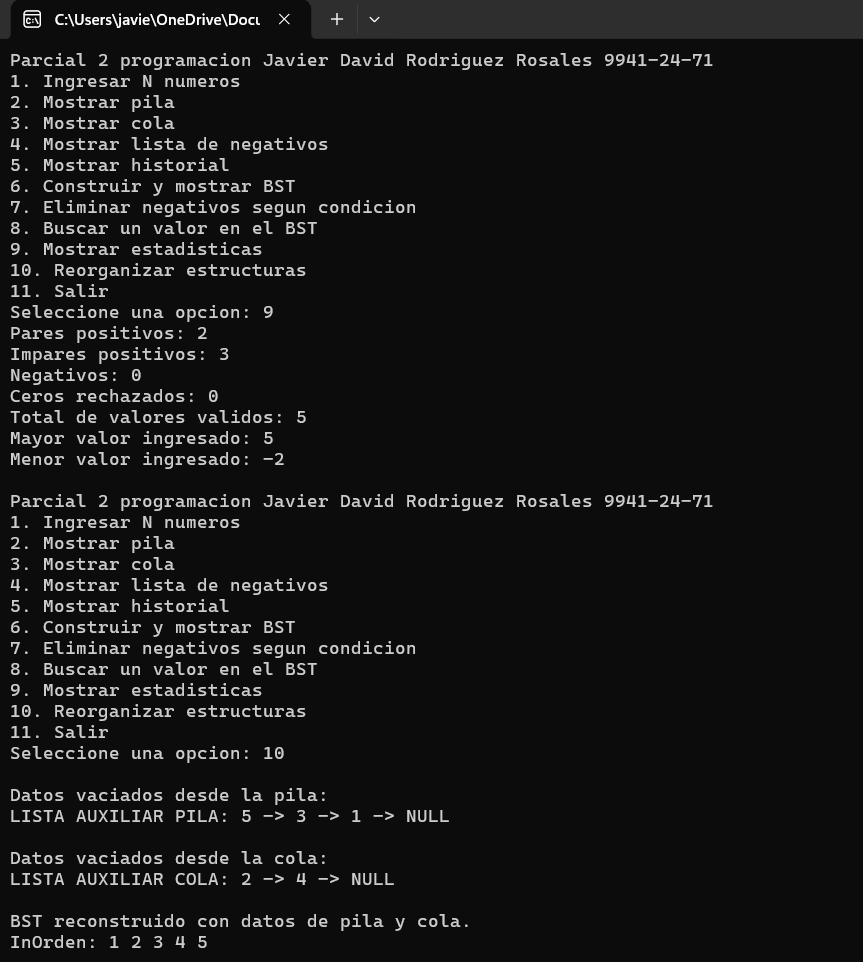 C:\Users\javie\OneDrive\Docu
Parcial 2 programacion Javier David Rodriguez Rosales 9941-24-71
1. Ingresar N numeros
2. Mostrar pila
3. Mostrar cola
4. Mostrar lista de negativos
5. Mostrar historial
6. Construir y mostrar BST
7. Eliminar negativos segun condicion
8. Buscar un valor en el BST
9. Mostrar estadisticas
10. Reorganizar estructuras
11. Salir
Seleccione una opcion: 9
Pares positivos: 2
Impares positivos: 3
Negativos: 0
Ceros rechazados: 0
Total de valores validos: 5
Mayor valor ingresado: 5
Menor valor ingresado: -2
Parcial 2 programacion Javier David Rodriguez Rosales 9941-24-71
1. Ingresar N numeros
2. Mostrar pila
3. Mostrar cola
4. Mostrar lista de negativos
5. Mostrar historial
6. Construir y mostrar BST
7. Eliminar negativos segun condicion
8. Buscar un valor en el BST
9. Mostrar estadisticas
10. Reorganizar estructuras
11. Salir
Seleccione una opcion: 10
Datos vaciados desde la pila:
LISTA AUXILIAR PILA: 5 -> 3 -> 1 -> NULL
Datos vaciados desde la cola:
LISTA AUXILIAR COLA: 2 -> 4 -> NULL
BST reconstruido con datos de pila y cola.
InOrden: 1 2 3 4 5